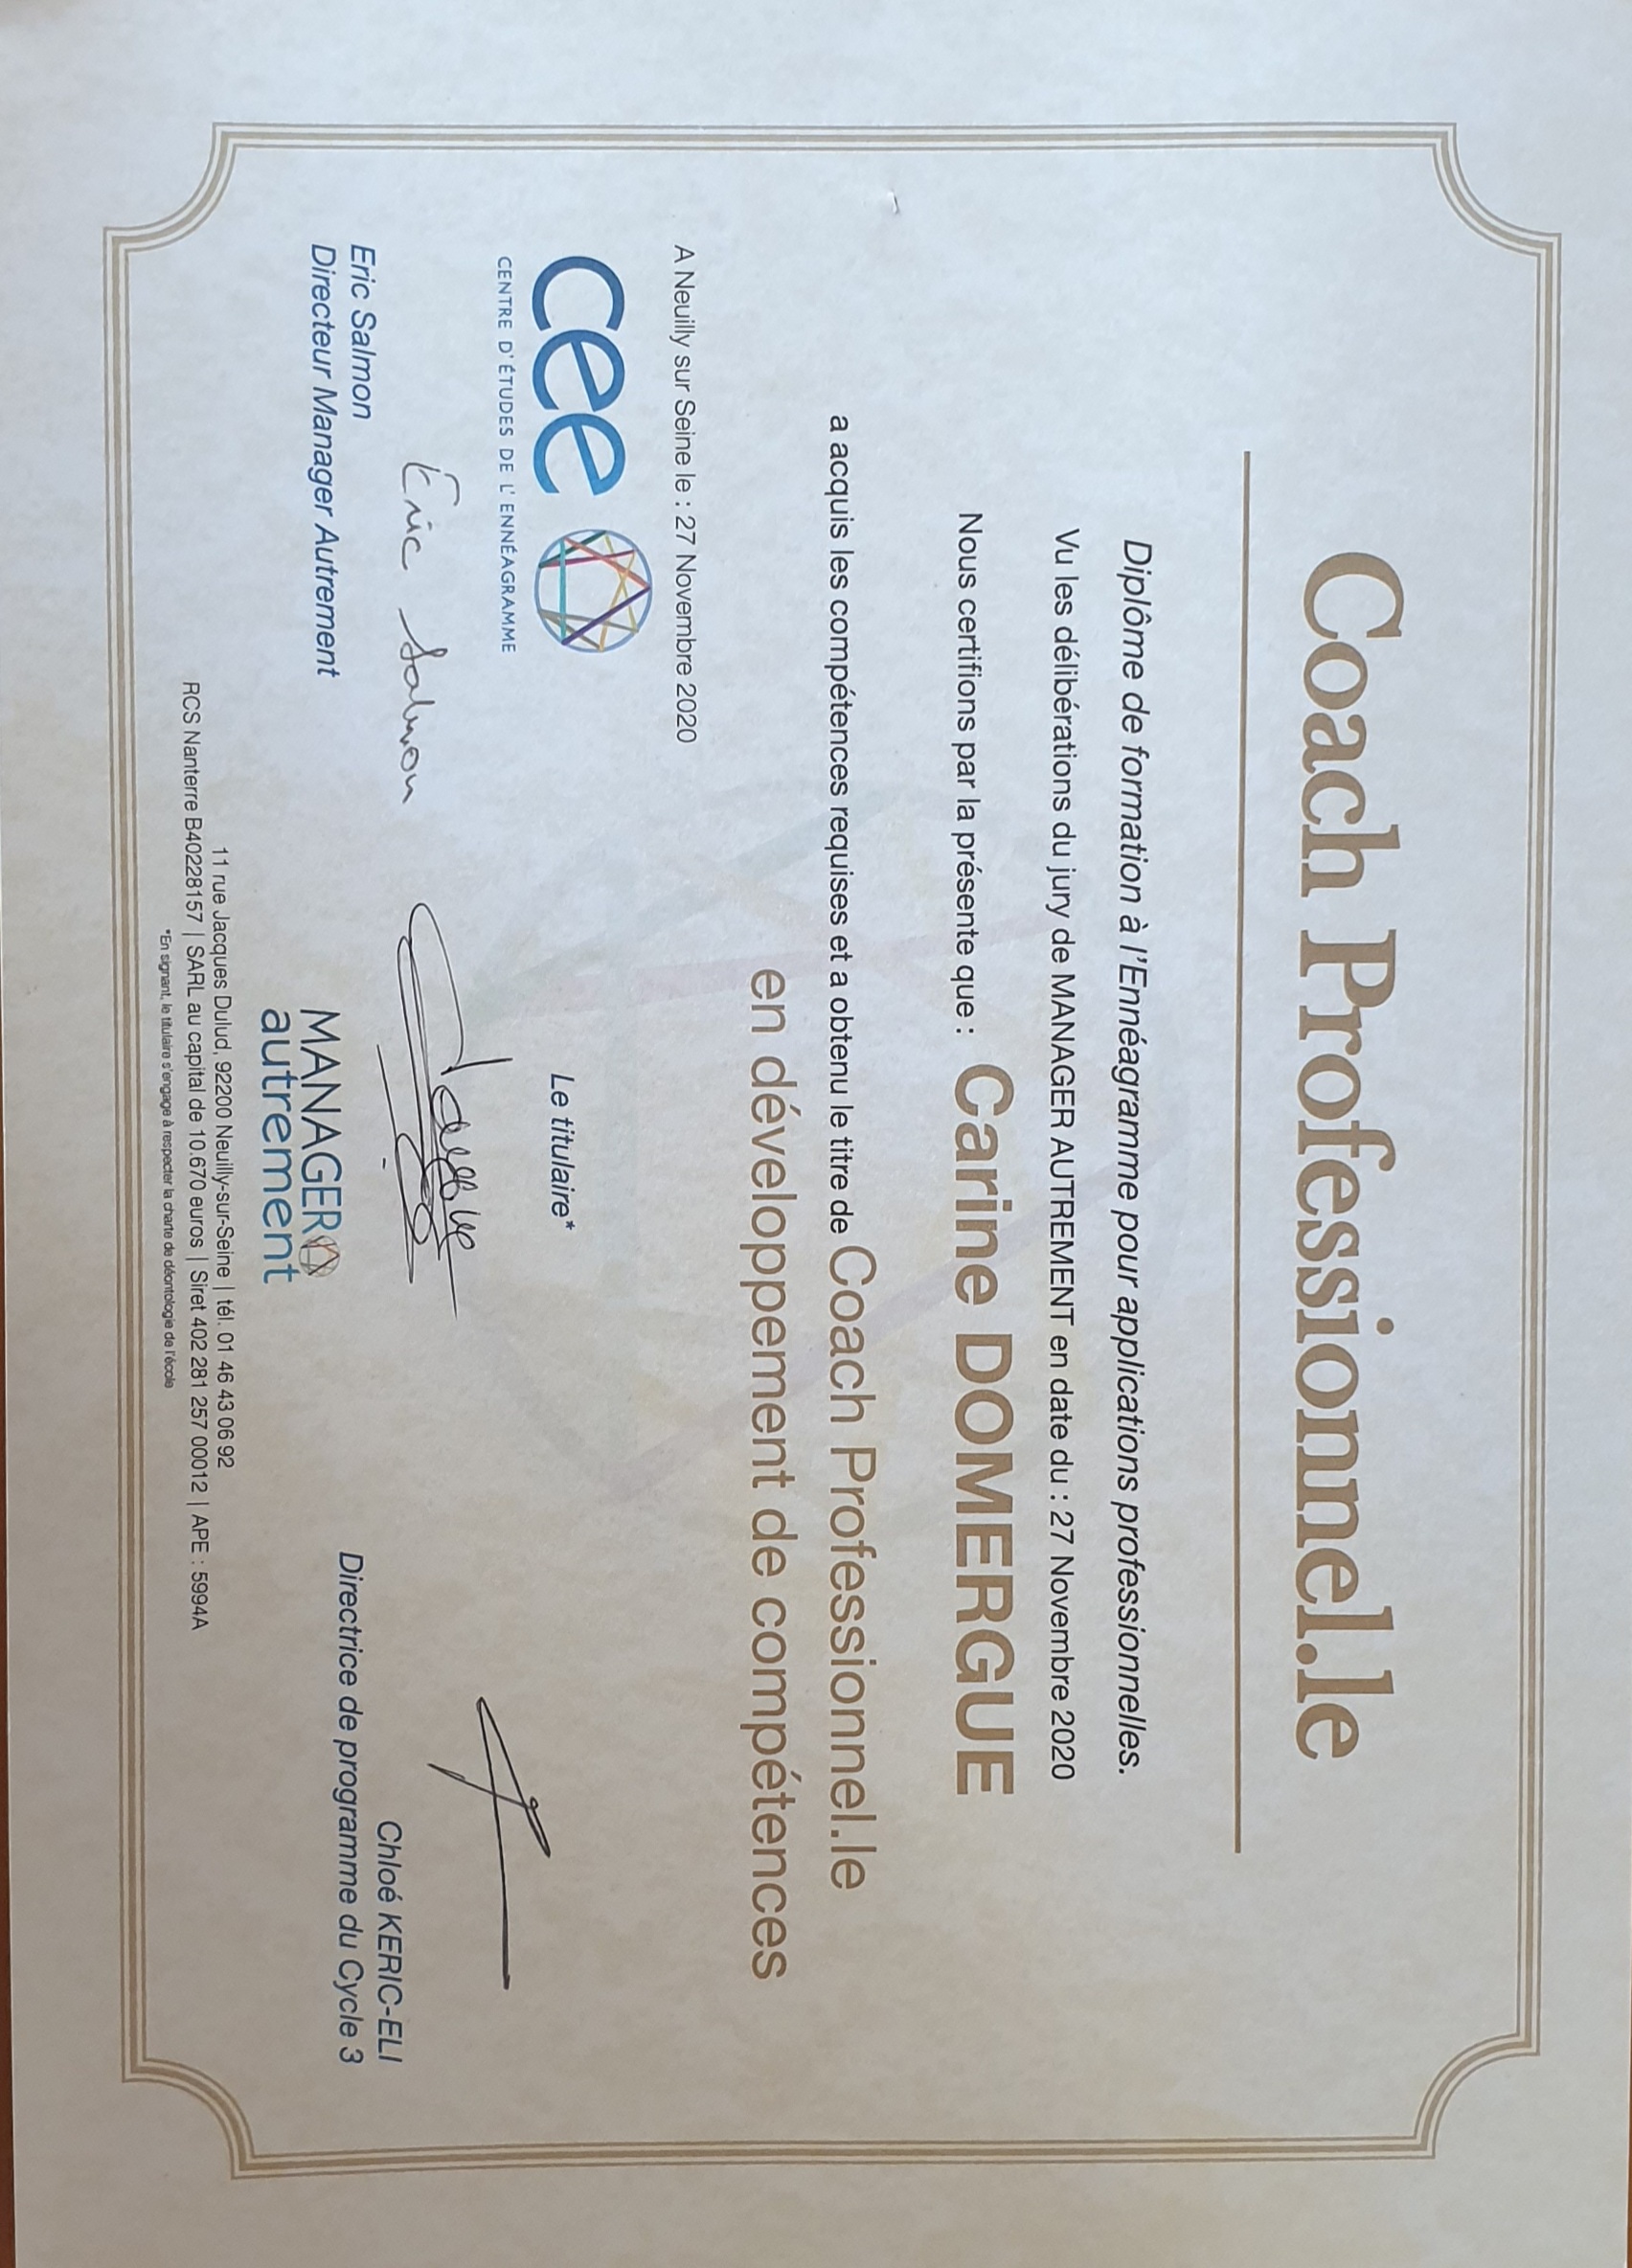 Coach Professionnel.le
Diplôme de formation à l'Ennéagramme pour applications professionnelles.
Vu les délibérations du jury de MANAGER AUTREMENT en date du : 27 Novembre 2020
Nous certifions par la présente que : Carine DOMERGUE
a acquis les compétences requises et a obtenu le titre de Coach Professionnel.le
en développement de compétences
A Neuilly sur Seine le : 27 Novembre 2020
cee
CENTRE D'ÉTUDES DE L'ENNÉAGRAMME
Le titulaire*
Éric Salmon
Eric Salmon
Directeur Manager Autrement
Chloé KERIC-ELI
Directrice de programme du Cycle 3
MANAGER
autrement
11 rue Jacques Dulud, 92200 Neuilly-sur-Seine | tél. 01 46 43 06 92
RCS Nanterre B40228157 | SARL au capital de 10.670 euros | Siret 402 281 257 00012 | APE : 5994A
*En signant, le titulaire s'engage à respecter la charte de déontologie de l'école